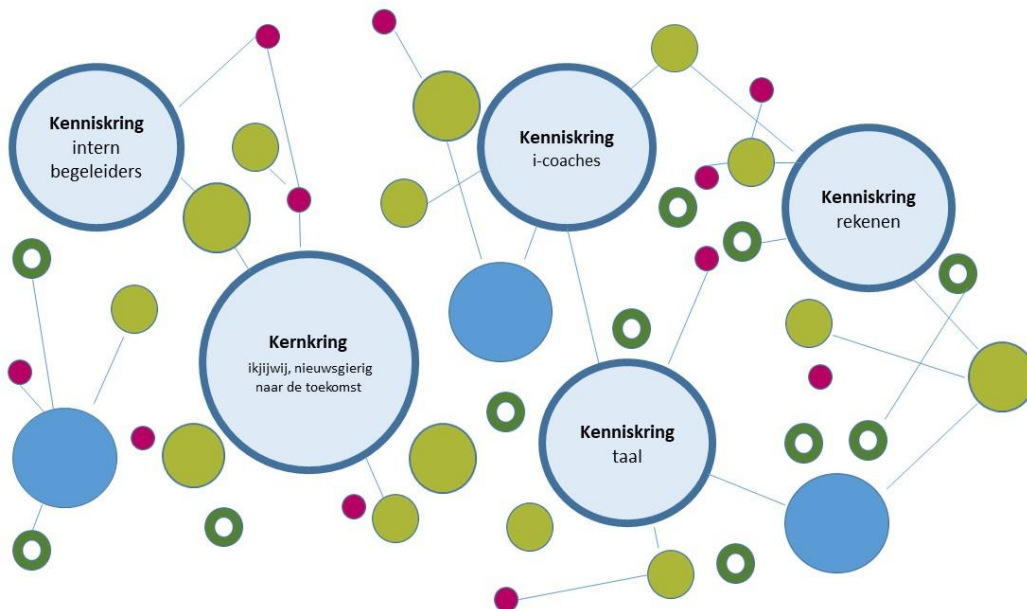 Kenniskring
intern
begeleiders
Kenniskring
i-coaches
Kenniskring
rekenen
Kernkring
ikjijwij, nieuwsgierig
naar de toekomst
Kenniskring
taal